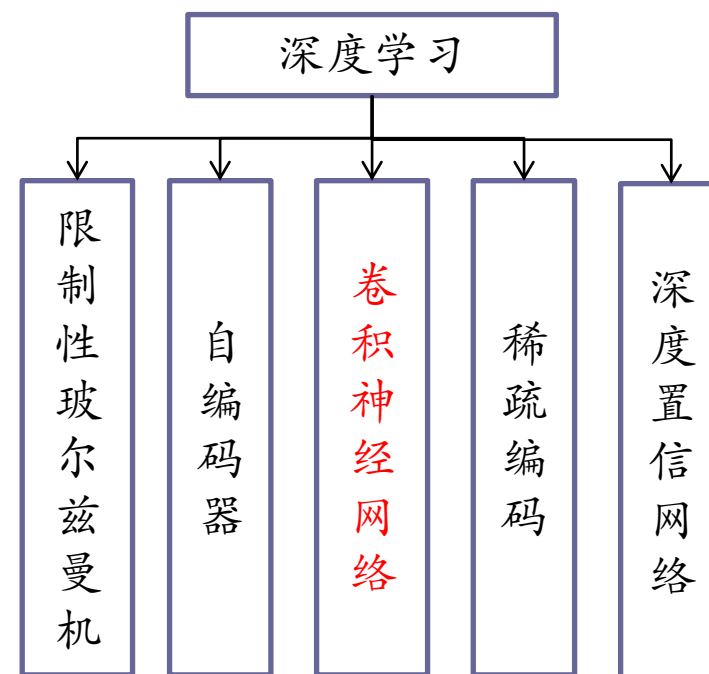 深度学习
限制性玻尔兹曼机
自编码器
卷积神经网络
稀疏编码
深度置信网络